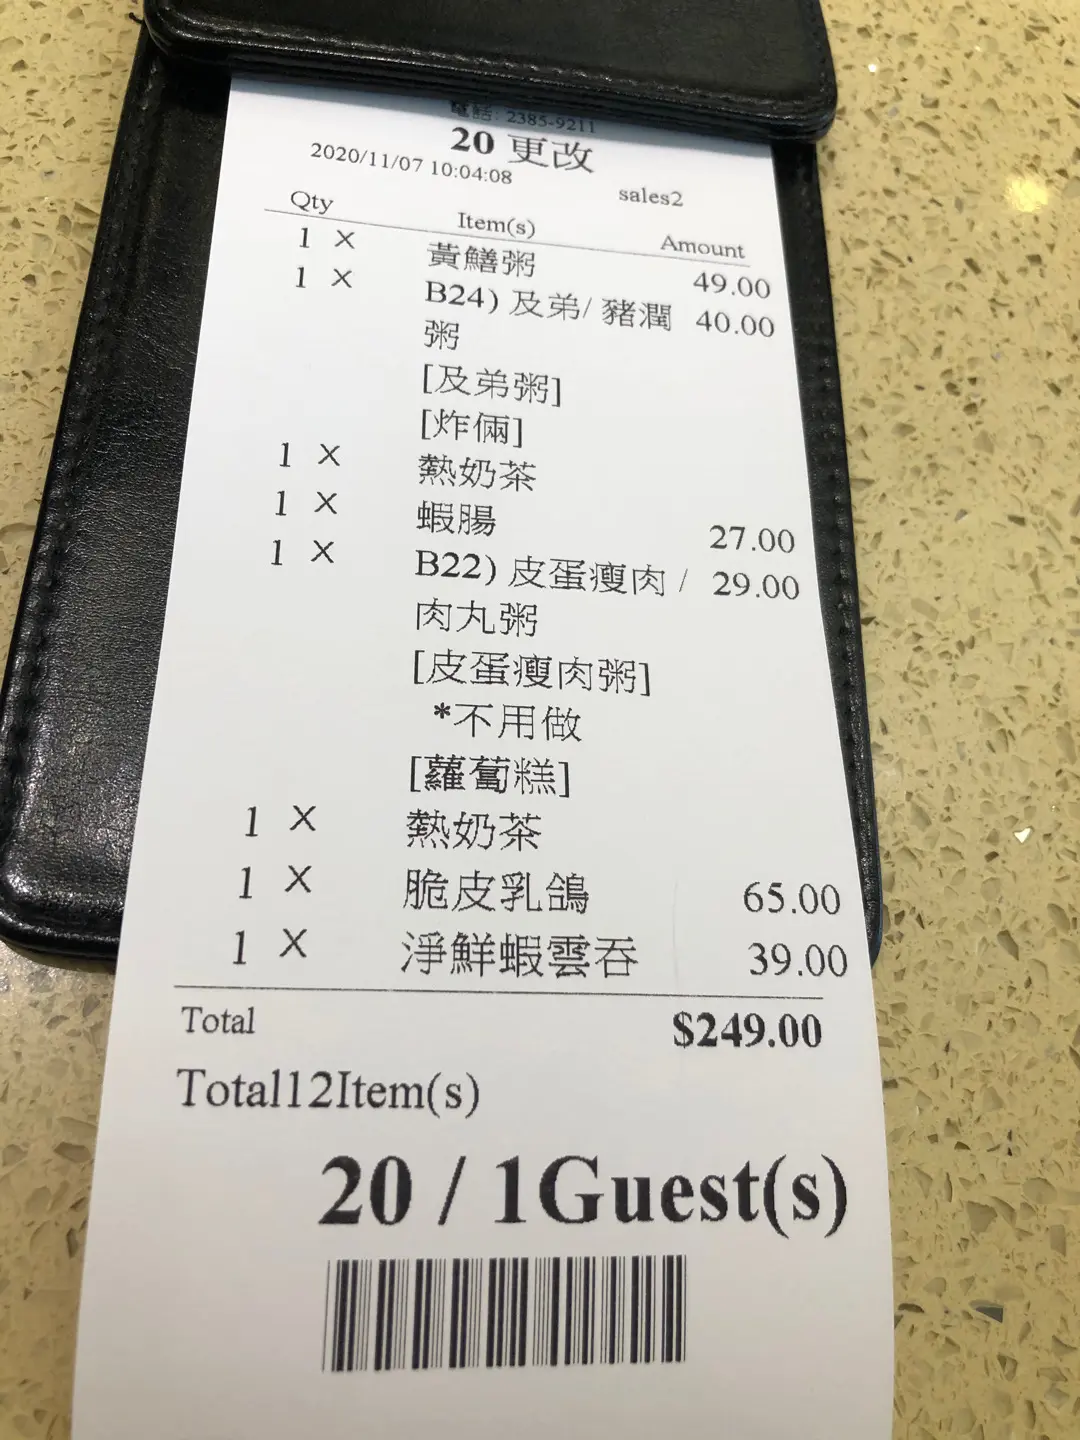 電話: 2385-9211
20 更改
2020/11/07 10:04:08 sales2
Qty Item(s) Amount
1 X 黃鱔粥 49.00
1 X B24) 及弟/ 豬潤 40.00
粥
[及弟粥]
[炸倆]
1 X 熱奶茶
1 X 蝦腸 27.00
1 X B22) 皮蛋瘦肉 / 29.00
肉丸粥
[皮蛋瘦肉粥]
*不用做
[蘿蔔糕]
1 X 熱奶茶
1 X 脆皮乳鴿 65.00
1 X 淨鮮蝦雲吞 39.00
Total $249.00
Total12Item(s)
20 / 1Guest(s)